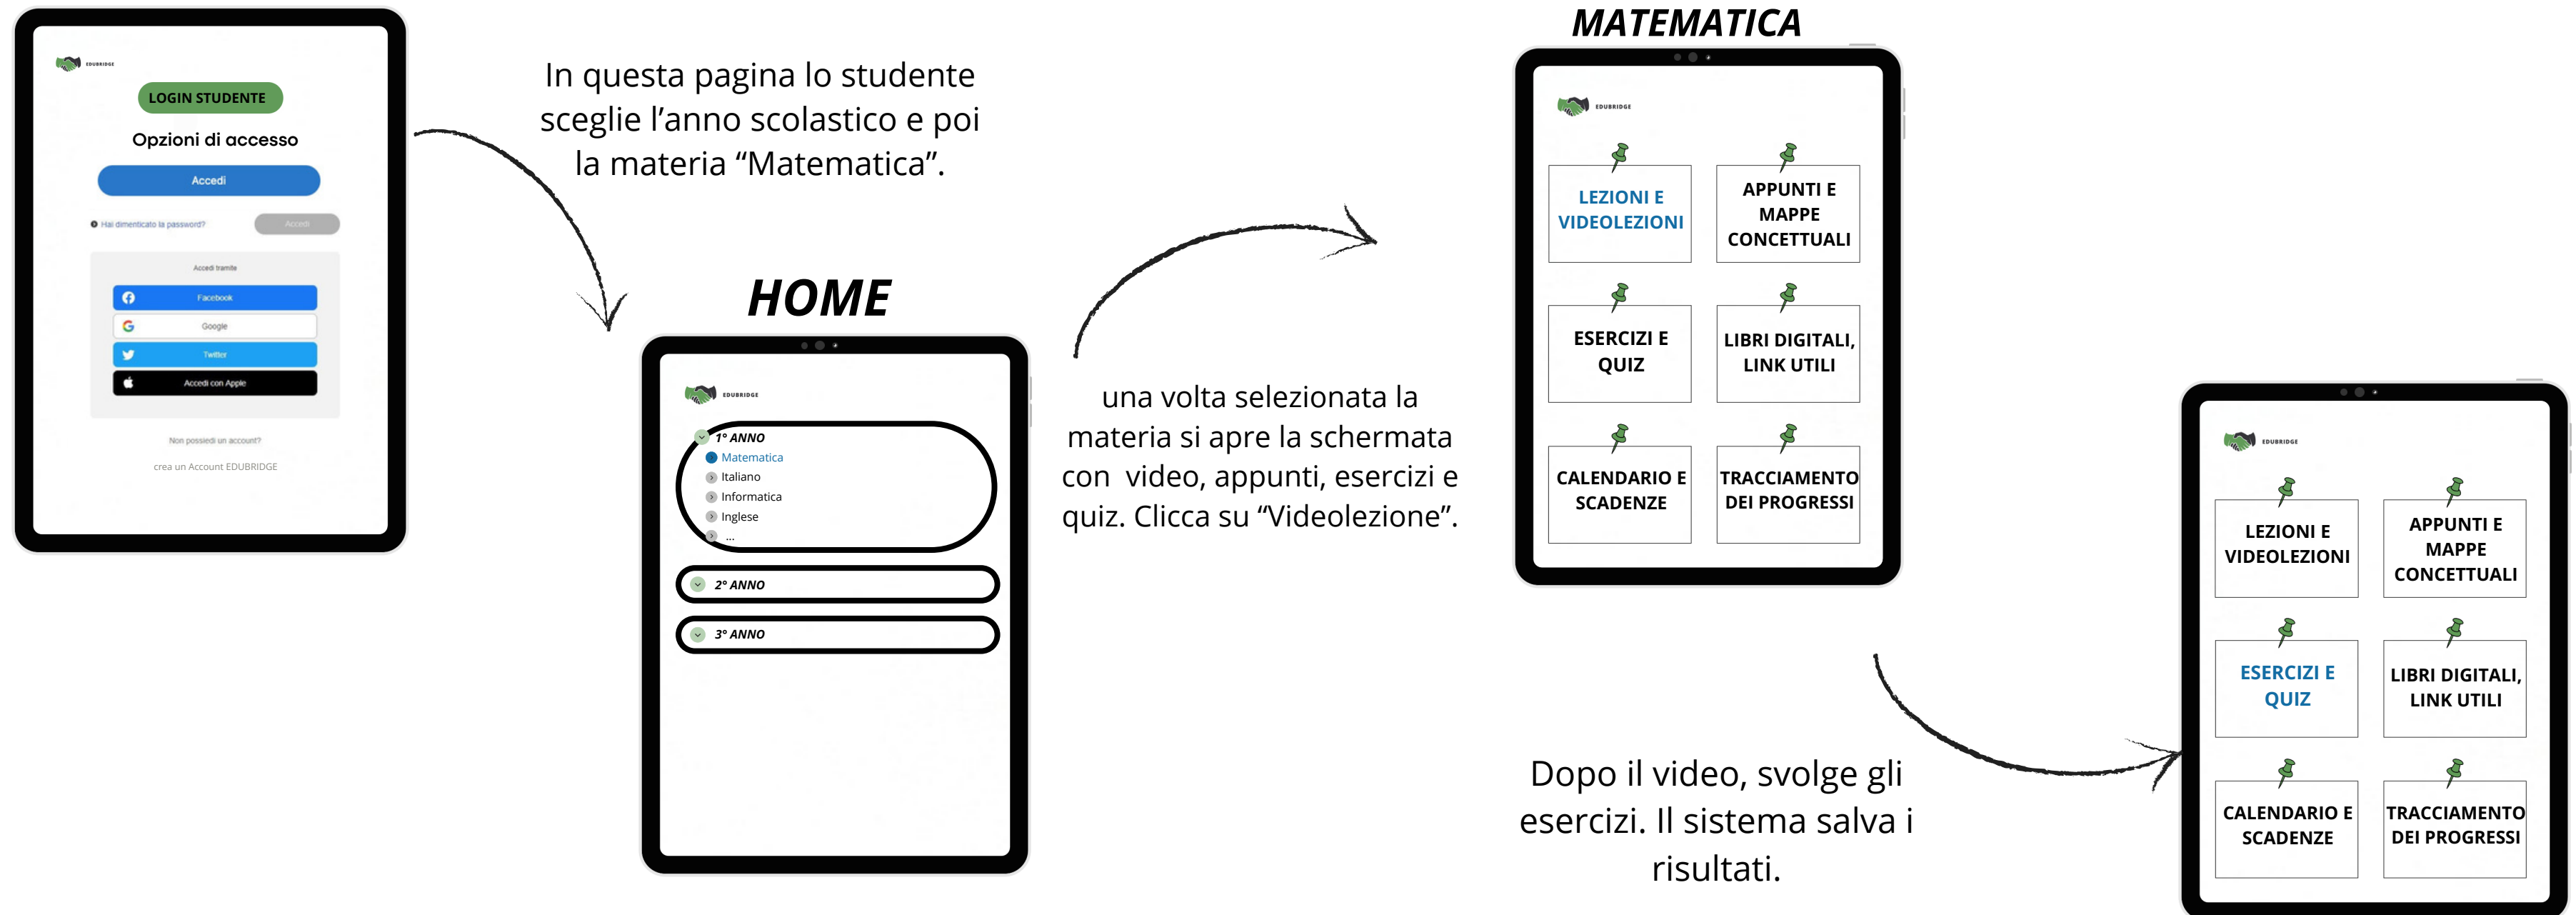 EDUBRIDGE
LOGIN STUDENTE
Opzioni di accesso
Accedi
Hai dimenticato la password?
Accedi
Accedi tramite
Facebook
Google
Twitter
Accedi con Apple
Non possiedi un account?
crea un Account EDUBRIDGE
In questa pagina lo studente
sceglie l’anno scolastico e poi
la materia “Matematica”.
HOME
EDUBRIDGE
1° ANNO
Matematica
Italiano
Informatica
Inglese
...
2° ANNO
3° ANNO
una volta selezionata la
materia si apre la schermata
con video, appunti, esercizi e
quiz. Clicca su “Videolezione”.
MATEMATICA
EDUBRIDGE
LEZIONI E
VIDEOLEZIONI
APPUNTI E
MAPPE
CONCETTUALI
ESERCIZI E
QUIZ
LIBRI DIGITALI,
LINK UTILI
CALENDARIO E
SCADENZE
TRACCIAMENTO
DEI PROGRESSI
Dopo il video, svolge gli
esercizi. Il sistema salva i
risultati.
EDUBRIDGE
LEZIONI E
VIDEOLEZIONI
APPUNTI E
MAPPE
CONCETTUALI
ESERCIZI E
QUIZ
LIBRI DIGITALI,
LINK UTILI
CALENDARIO E
SCADENZE
TRACCIAMENTO
DEI PROGRESSI